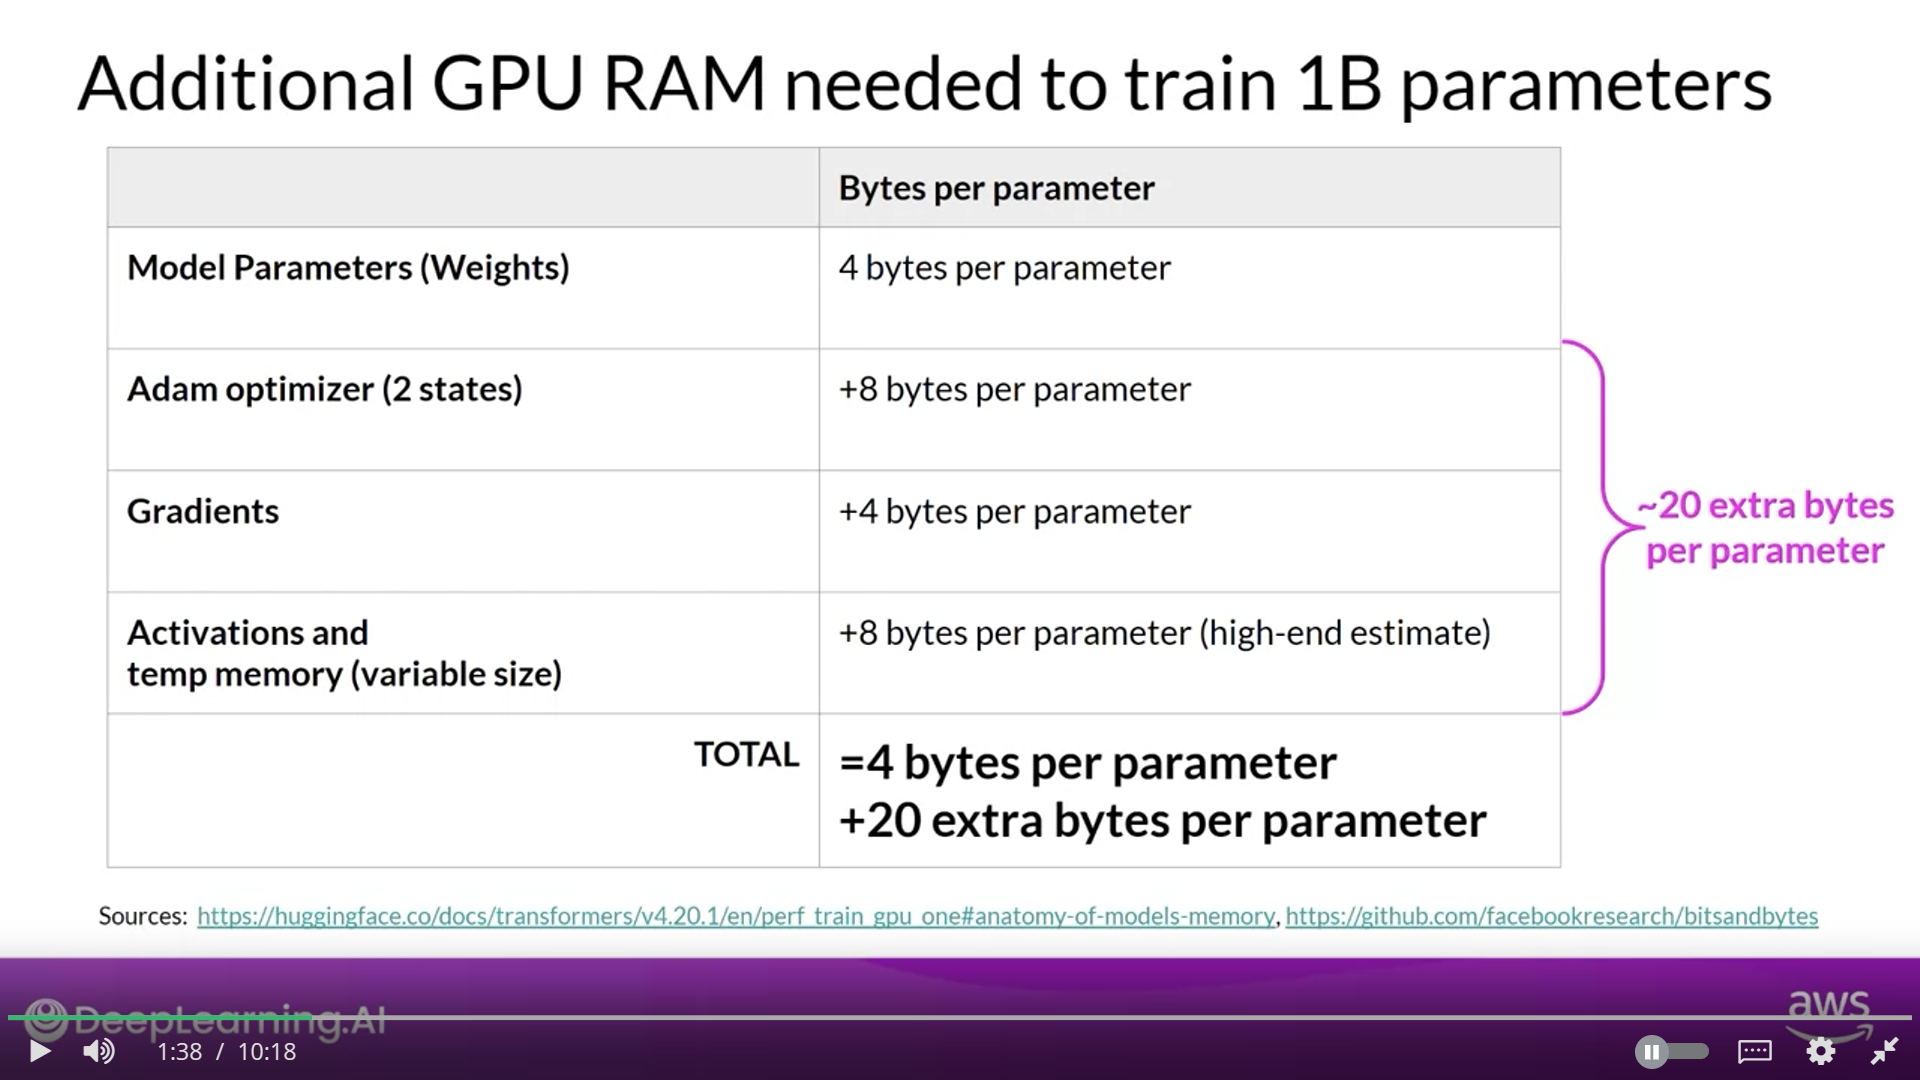 Additional GPU RAM needed to train 1B parameters
Bytes per parameter
Model Parameters (Weights) 4 bytes per parameter
Adam optimizer (2 states) +8 bytes per parameter
Gradients +4 bytes per parameter
~20 extra bytes
per parameter
Activations and +8 bytes per parameter (high-end estimate)
temp memory (variable size)
TOTAL =4 bytes per parameter
+20 extra bytes per parameter
Sources: https://huggingface.co/docs/transformers/v4.20.1/en/perf_train_gpu_one#anatomy-of-models-memory, https://github.com/facebookresearch/bitsandbytes
DeepLearning.AI
aws
1:38 / 10:18